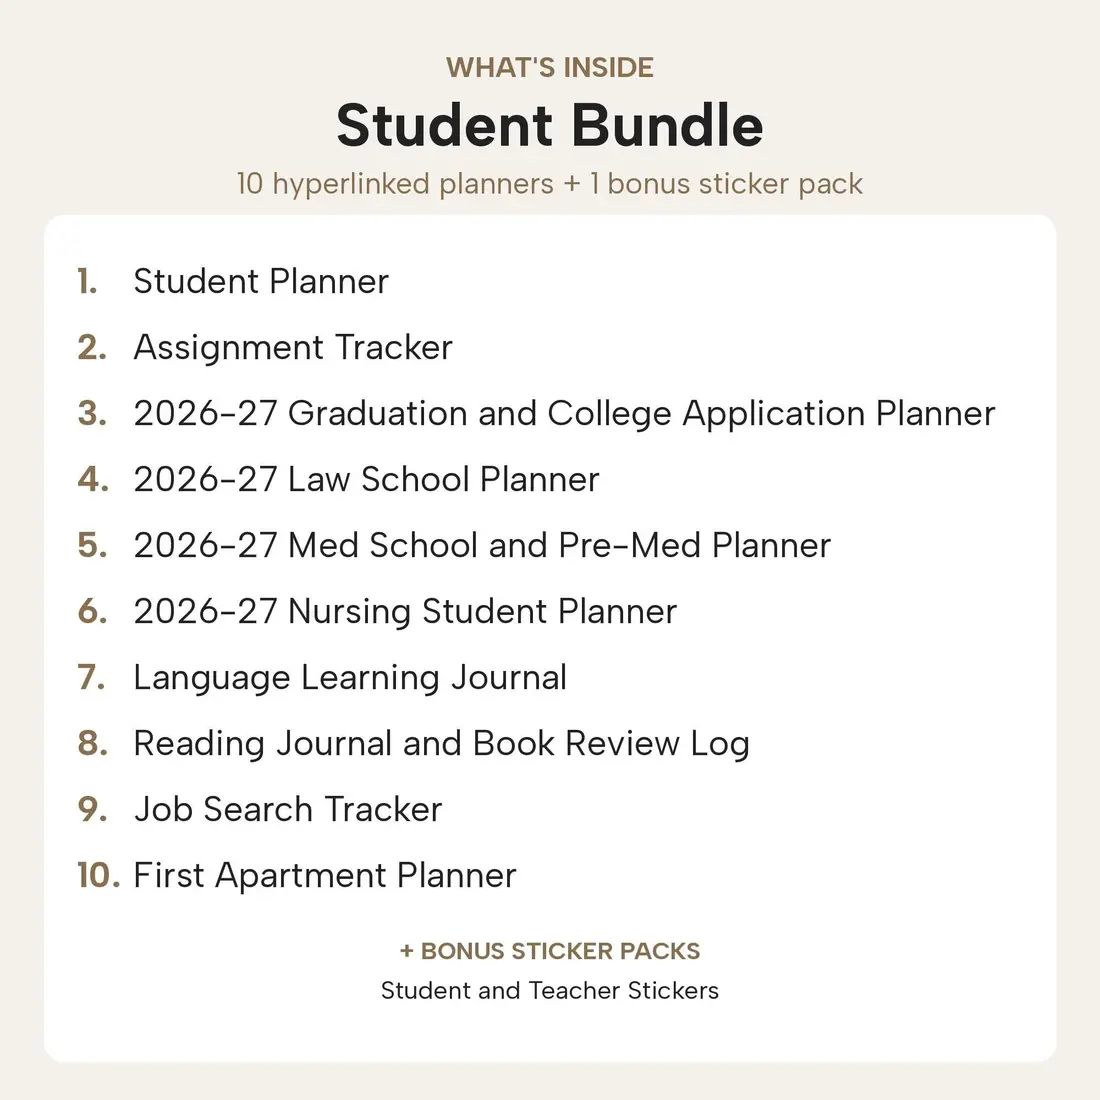 WHAT'S INSIDE
Student Bundle
10 hyperlinked planners + 1 bonus sticker pack
1. Student Planner
2. Assignment Tracker
3. 2026-27 Graduation and College Application Planner
4. 2026-27 Law School Planner
5. 2026-27 Med School and Pre-Med Planner
6. 2026-27 Nursing Student Planner
7. Language Learning Journal
8. Reading Journal and Book Review Log
9. Job Search Tracker
10. First Apartment Planner
+ BONUS STICKER PACKS
Student and Teacher Stickers